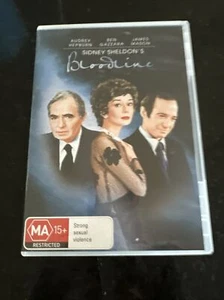 AUDREY HEPBURN
BEN GAZZARA
JAMES MASON
SIDNEY SHELDON'S
Bloodline
MA 15+
RESTRICTED
Strong
sexual
violence